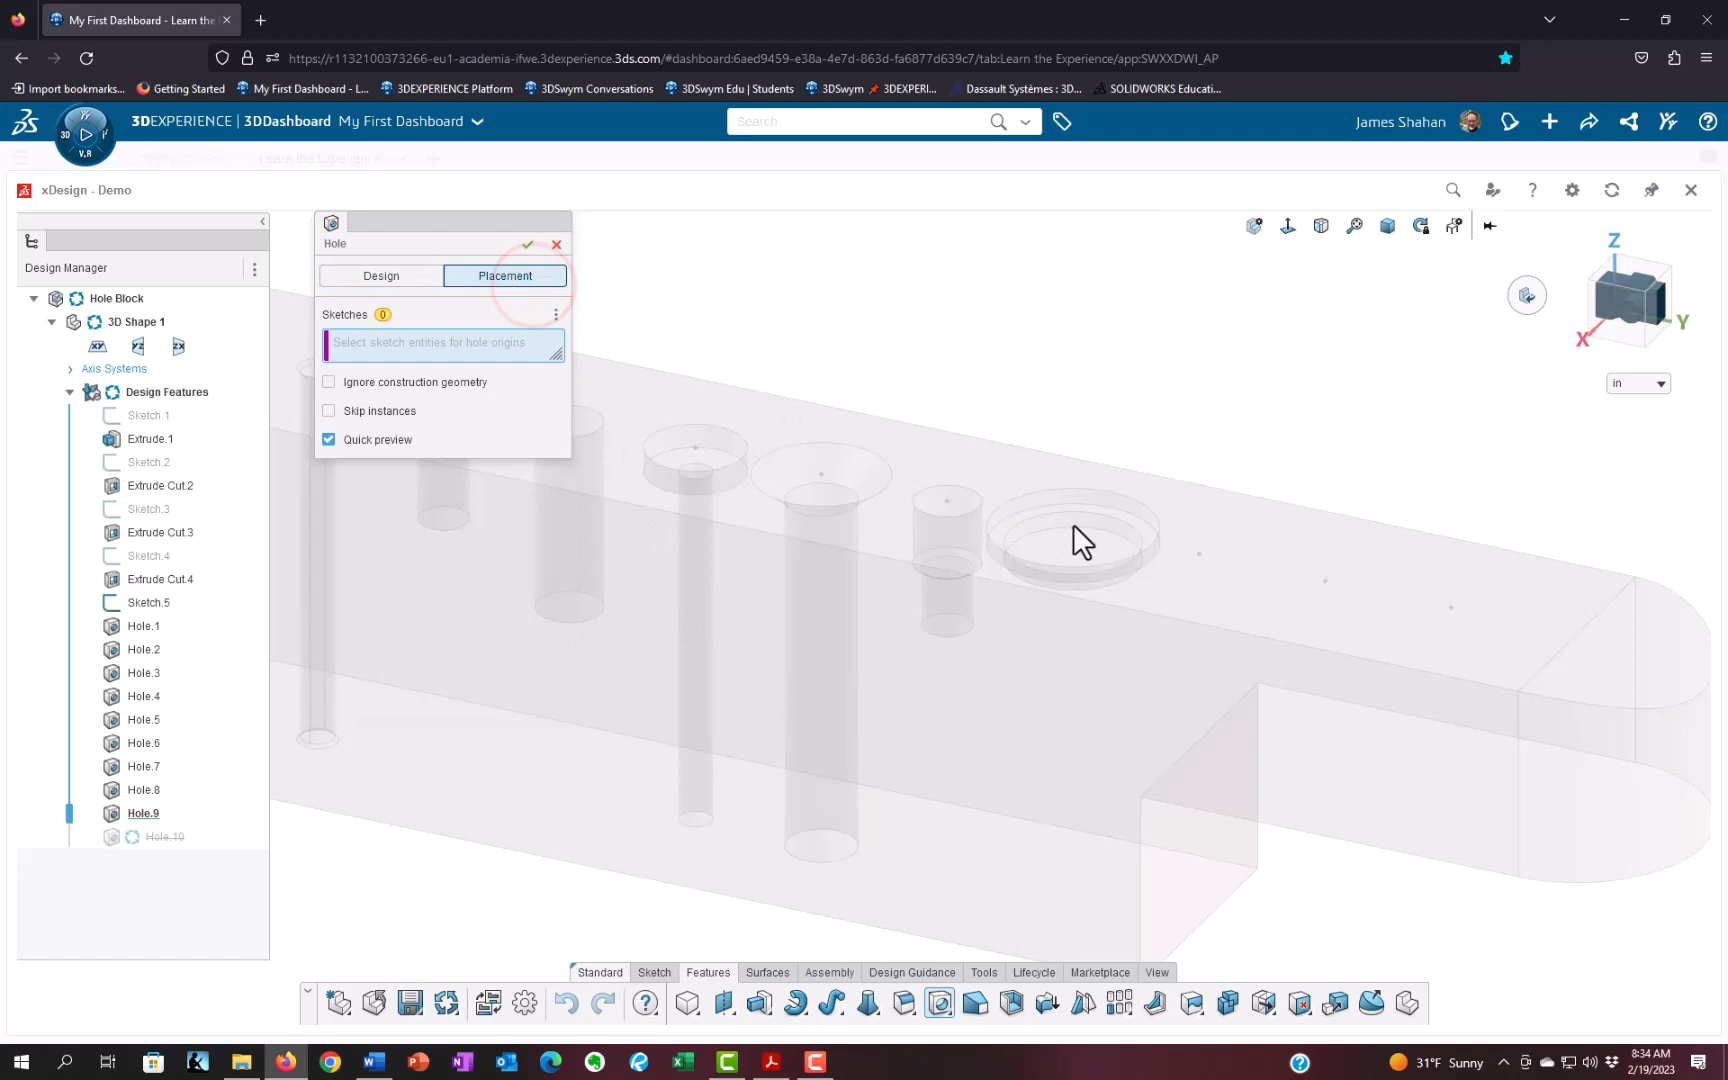 My First Dashboard - Learn the
https://r1132100373266-eu1-academia-ifwe.3dexperience.3ds.com/#dashboard:6aed9459-e38a-4e7d-863d-fa6877d639c7/tab:Learn the Experience/app:SWXXDWI_AP
Import bookmarks... Getting Started My First Dashboard - L... 3DEXPERIENCE Platform 3DSwym Conversations 3DSwym Edu | Students 3DSwym 3DEXPERI... Dassault Systèmes : 3D... SOLIDWORKS Educati...
3D V.R
3DEXPERIENCE | 3DDashboard My First Dashboard Search James Shahan
Learn the Experience
xDesign - Demo
Design Manager
Hole Block
3D Shape 1
XY YZ ZX
Axis Systems
Design Features
Sketch.1
Extrude.1
Sketch.2
Extrude Cut.2
Sketch.3
Extrude Cut.3
Sketch.4
Extrude Cut.4
Sketch.5
Hole.1
Hole.2
Hole.3
Hole.4
Hole.5
Hole.6
Hole.7
Hole.8
Hole.9
Hole.10
Hole
Design Placement
Sketches 0
Select sketch entities for hole origins
Ignore construction geometry
Skip instances
Quick preview
Z
Y
X
in
Standard Sketch Features Surfaces Assembly Design Guidance Tools Lifecycle Marketplace View
31°F Sunny
8:34 AM
2/19/2023